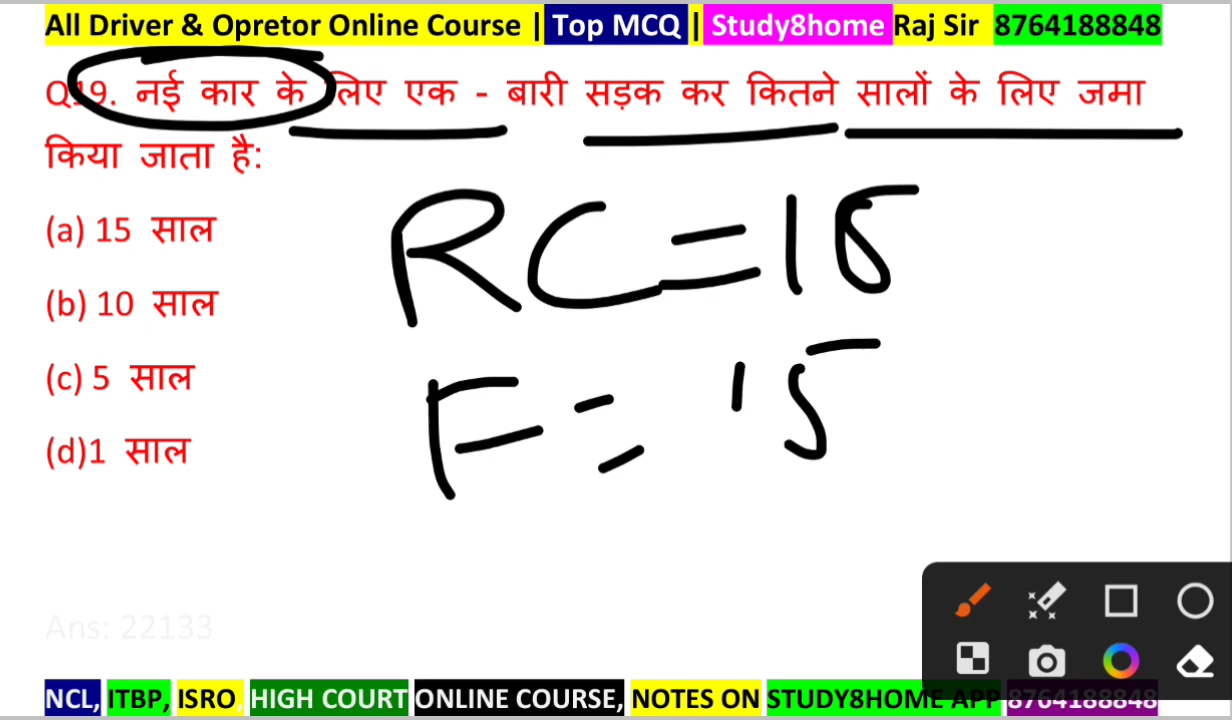 All Driver & Opretor Online Course | Top MCQ | Study8home Raj Sir 8764188848
Q19. नई कार के लिए एक - बारी सड़क कर कितने सालों के लिए जमा
किया जाता है:
(a) 15 साल
(b) 10 साल
(c) 5 साल
(d)1 साल
RC=15
F= 15
Ans: 22133
NCL, ITBP, ISRO, HIGH COURT ONLINE COURSE, NOTES ON STUDY8HOME APP 8764188848